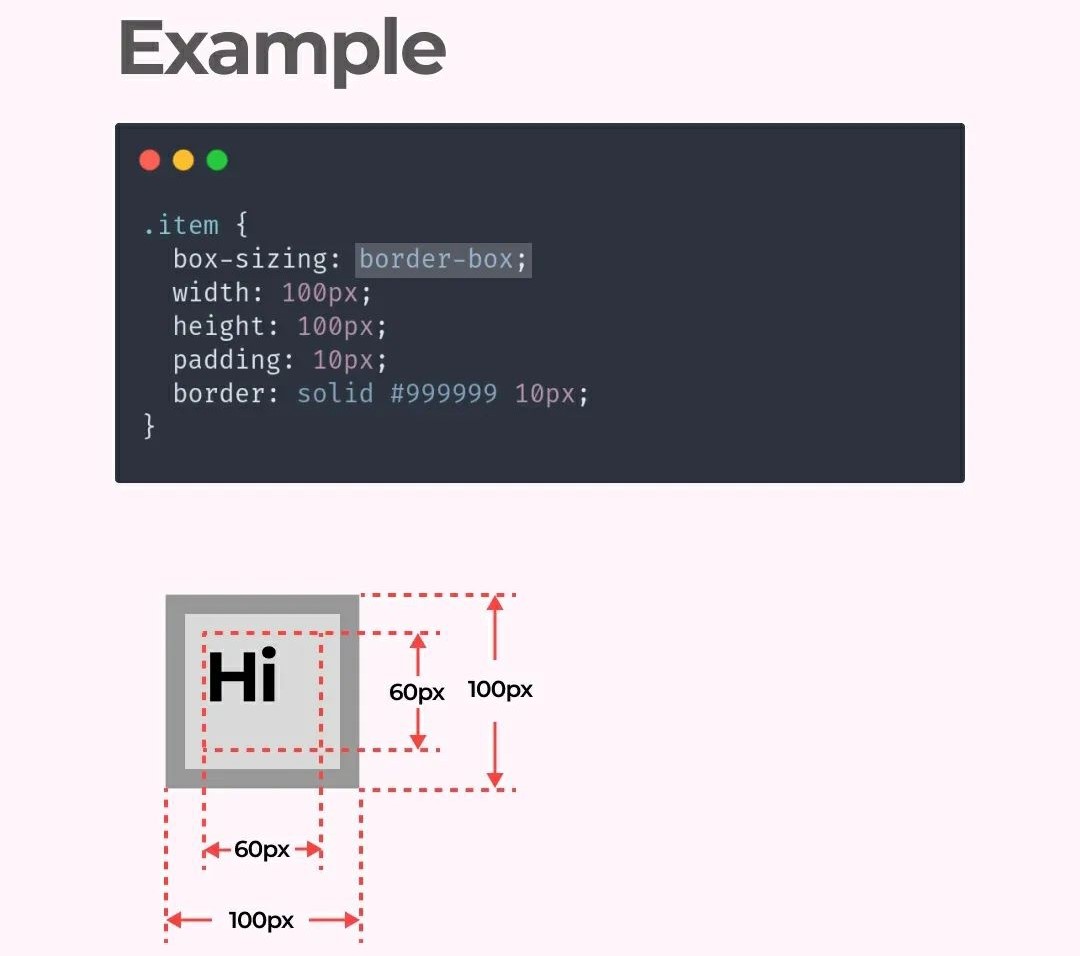 Example
.item {
  box-sizing: border-box;
  width: 100px;
  height: 100px;
  padding: 10px;
  border: solid #999999 10px;
}
Hi
60px
100px
60px
100px